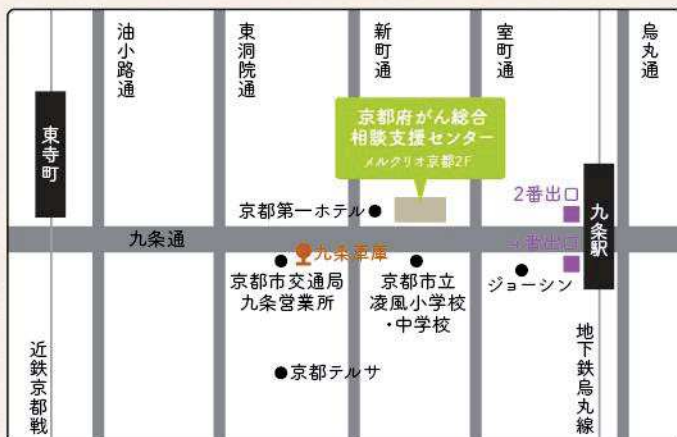 油小路通
東洞院通
新町通
室町通
烏丸通
東寺町
京都府がん総合
相談支援センター
メルクリオ京都2F
2番出口
京都第一ホテル
九条駅
九条通
九条車庫
番出口
京都市交通局
九条営業所
京都市立
凌風小学校
・中学校
ジョーシン
京都テルサ
近鉄京都戦
地下鉄烏丸線